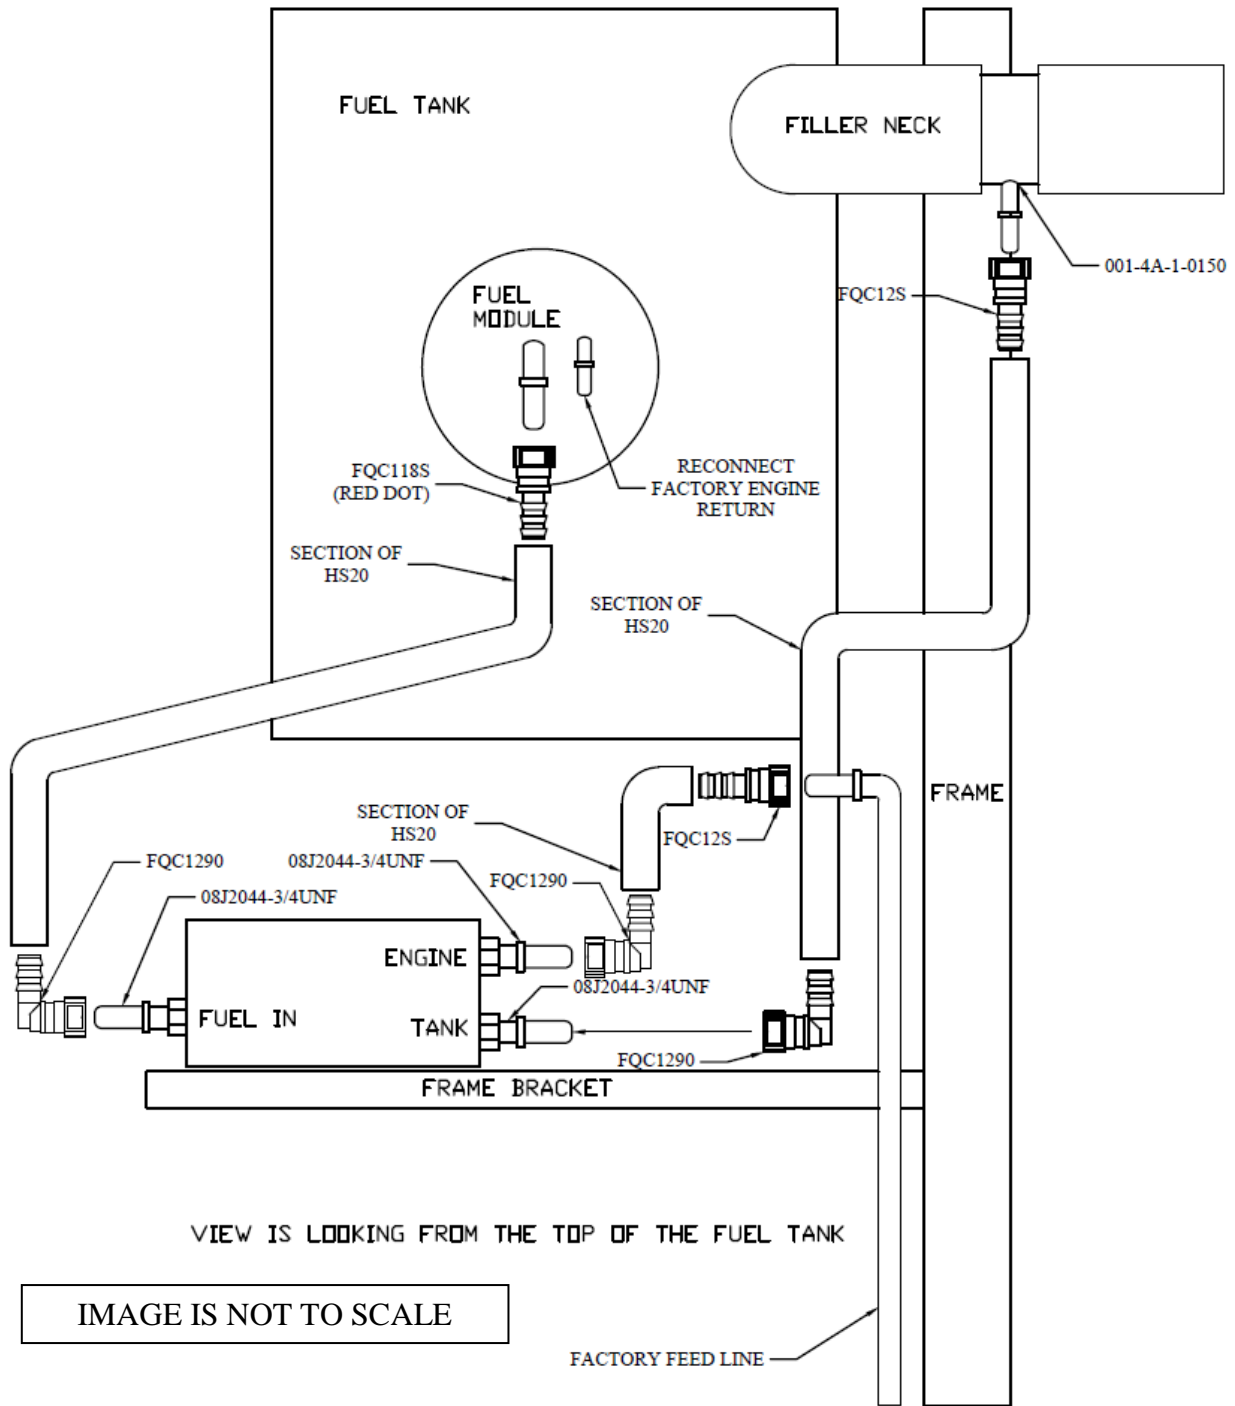 FUEL TANK
FILLER NECK
001-4A-1-0150
FQC12S
FUEL
MODULE
FQC118S
(RED DOT)
RECONNECT
FACTORY ENGINE
RETURN
SECTION OF
HS20
SECTION OF
HS20
FRAME
SECTION OF
HS20
FQC12S
FQC1290
08J2044-3/4UNF
FQC1290
08J2044-3/4UNF
ENGINE
08J2044-3/4UNF
FUEL IN
TANK
FQC1290
FRAME BRACKET
VIEW IS LOOKING FROM THE TOP OF THE FUEL TANK
IMAGE IS NOT TO SCALE
FACTORY FEED LINE